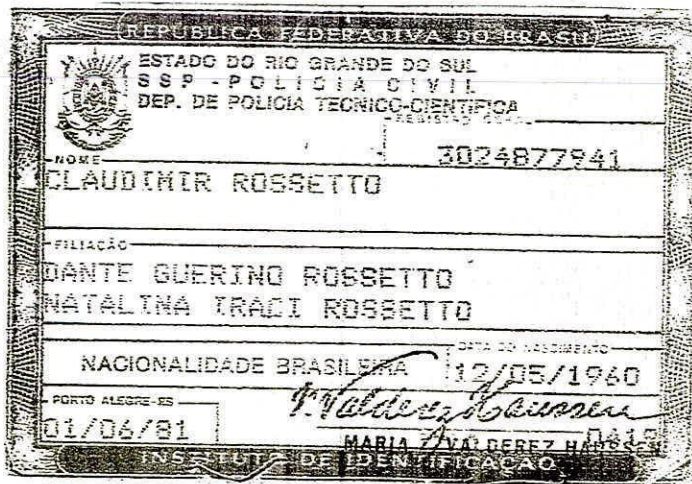 REPÚBLICA FEDERATIVA DO BRASIL
ESTADO DO RIO GRANDE DO SUL
SSP - POLICIA CIVIL
DEP. DE POLICIA TECNICO-CIENTIFICA
REGISTRO GERAL
3024877941
NOME
CLAUDIMIR ROSSETTO
FILIAÇÃO
DANTE GUERINO ROSSETTO
NATALINA IRACI ROSSETTO
DATA DO NASCIMENTO
NACIONALIDADE BRASILEIRA 12/05/1960
PORTO ALEGRE-RS
01/06/81
MARIA VALDEREZ
INSTITUTO DE IDENTIFICAÇÃO